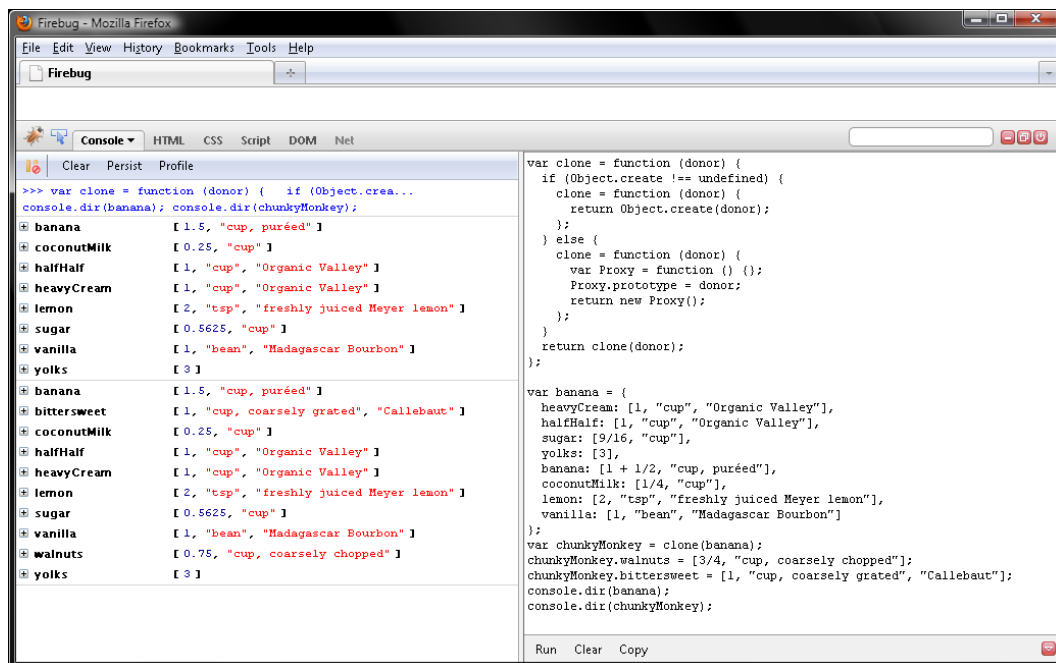 Firebug - Mozilla Firefox
File Edit View History Bookmarks Tools Help
Firebug
Console HTML CSS Script DOM Net
Clear Persist Profile
>>> var clone = function (donor) {   if (Object.crea...
console.dir(banana); console.dir(chunkyMonkey);
banana [ 1.5, "cup, puréed" ]
coconutMilk [ 0.25, "cup" ]
halfHalf [ 1, "cup", "Organic Valley" ]
heavyCream [ 1, "cup", "Organic Valley" ]
lemon [ 2, "tsp", "freshly juiced Meyer lemon" ]
sugar [ 0.5625, "cup" ]
vanilla [ 1, "bean", "Madagascar Bourbon" ]
yolks [ 3 ]
banana [ 1.5, "cup, puréed" ]
bittersweet [ 1, "cup, coarsely grated", "Callebaut" ]
coconutMilk [ 0.25, "cup" ]
halfHalf [ 1, "cup", "Organic Valley" ]
heavyCream [ 1, "cup", "Organic Valley" ]
lemon [ 2, "tsp", "freshly juiced Meyer lemon" ]
sugar [ 0.5625, "cup" ]
vanilla [ 1, "bean", "Madagascar Bourbon" ]
walnuts [ 0.75, "cup, coarsely chopped" ]
yolks [ 3 ]
var clone = function (donor) {
  if (Object.create !== undefined) {
    clone = function (donor) {
      return Object.create(donor);
    };
  } else {
    clone = function (donor) {
      var Proxy = function () {};
      Proxy.prototype = donor;
      return new Proxy();
    };
  }
  return clone(donor);
};
var banana = {
  heavyCream: [1, "cup", "Organic Valley"],
  halfHalf: [1, "cup", "Organic Valley"],
  sugar: [9/16, "cup"],
  yolks: [3],
  banana: [1 + 1/2, "cup, puréed"],
  coconutMilk: [1/4, "cup"],
  lemon: [2, "tsp", "freshly juiced Meyer lemon"],
  vanilla: [1, "bean", "Madagascar Bourbon"]
};
var chunkyMonkey = clone(banana);
chunkyMonkey.walnuts = [3/4, "cup, coarsely chopped"];
chunkyMonkey.bittersweet = [1, "cup, coarsely grated", "Callebaut"];
console.dir(banana);
console.dir(chunkyMonkey);
Run Clear Copy